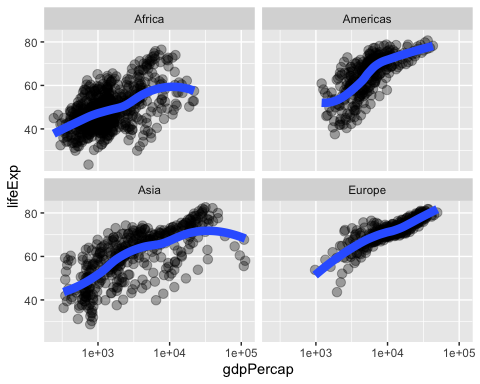 Africa
Americas
80
60
40
Asia
Europe
80
60
40
lifeExp
1e+03
1e+04
1e+05
1e+03
1e+04
1e+05
gdpPercap